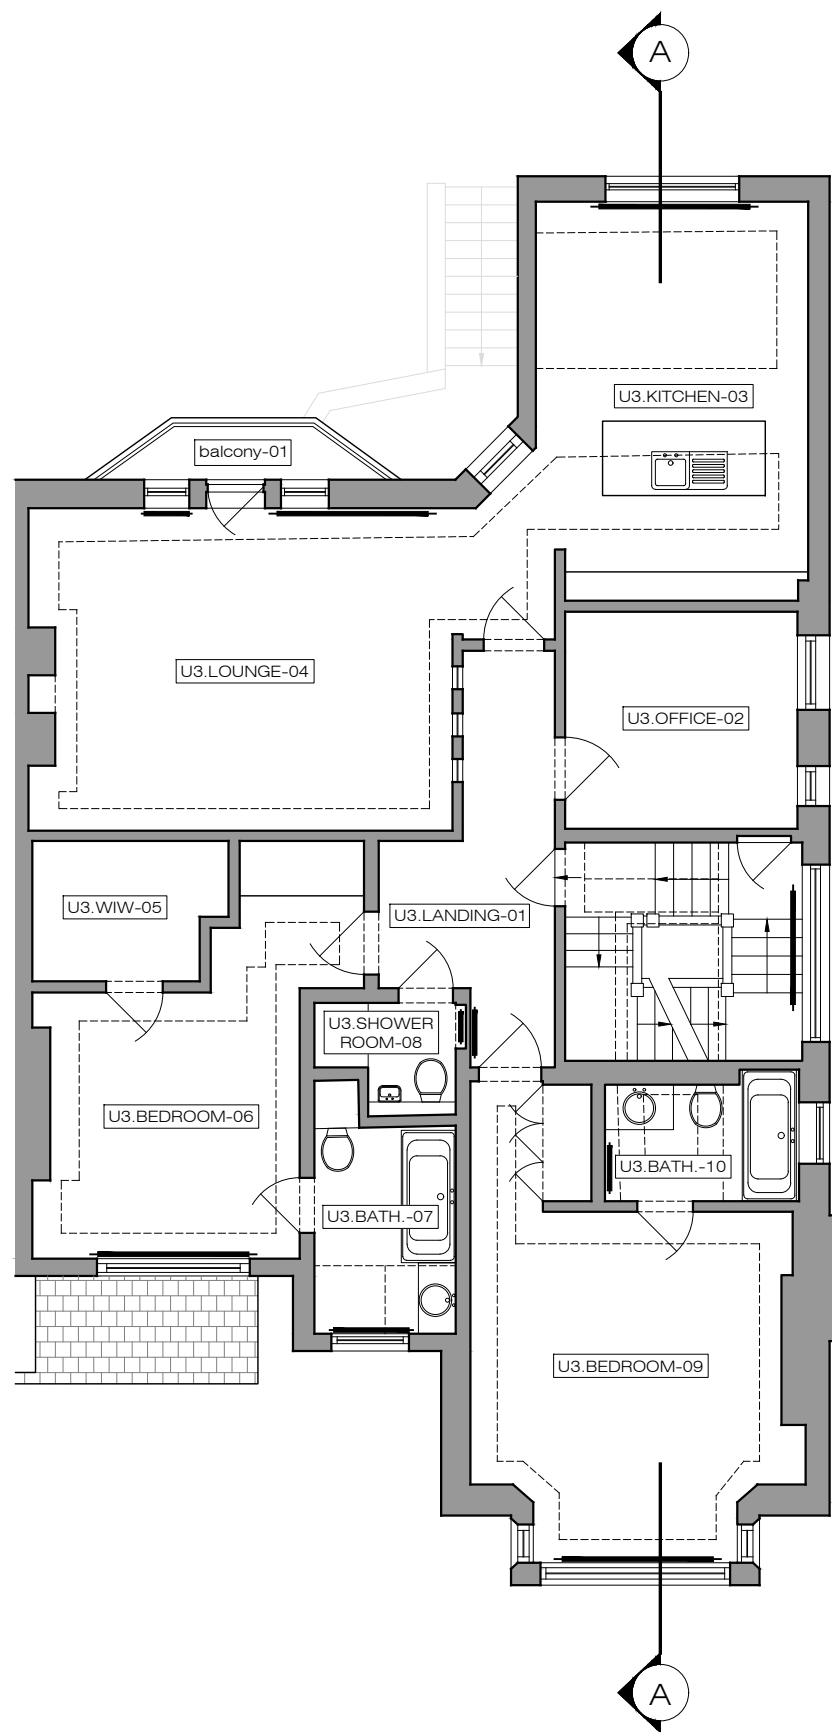 A
U3.KITCHEN-03
balcony-01
U3.LOUNGE-04
U3.OFFICE-02
U3.WIW-05
U3.LANDING-01
U3.SHOWER
ROOM-08
U3.BEDROOM-06
U3.BATH.-10
U3.BATH.-07
U3.BEDROOM-09
A